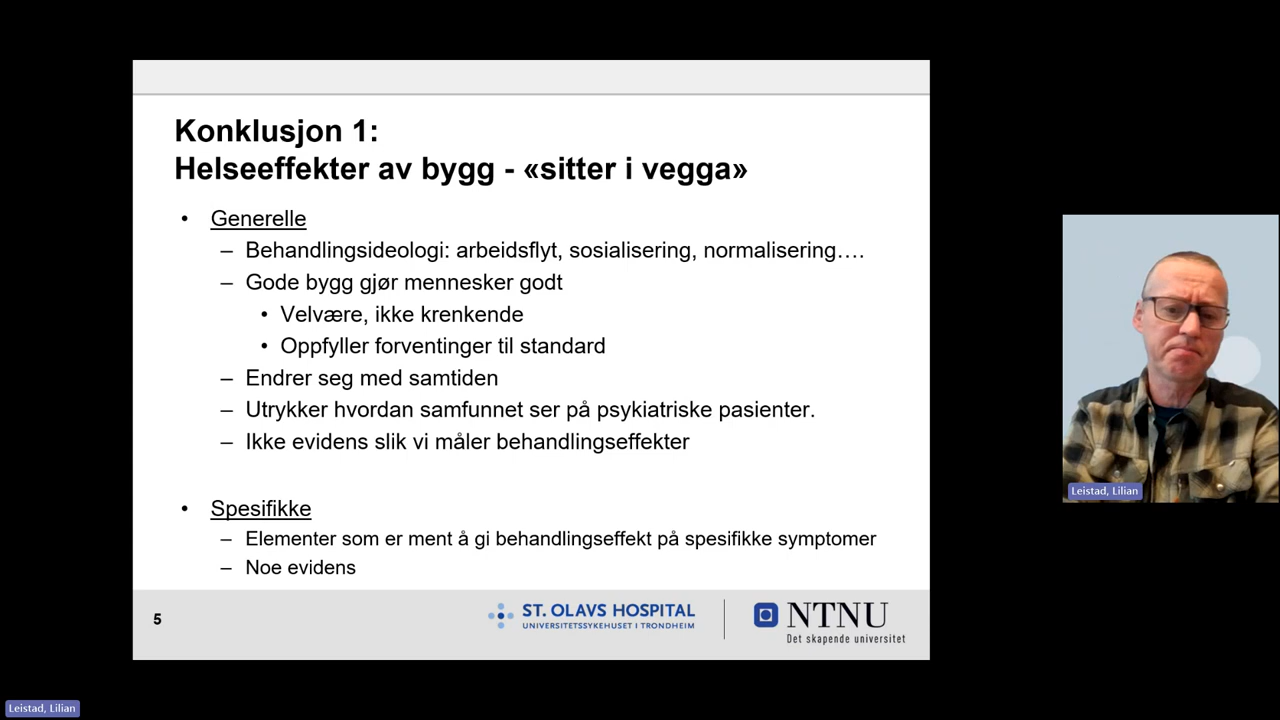 Konklusjon 1:
Helseeffekter av bygg - «sitter i vegga»
• Generelle
– Behandlingsideologi: arbeidsflyt, sosialisering, normalisering….
– Gode bygg gjør mennesker godt
• Velvære, ikke krenkende
• Oppfyller forventinger til standard
– Endrer seg med samtiden
– Utrykker hvordan samfunnet ser på psykiatriske pasienter.
– Ikke evidens slik vi måler behandlingseffekter
• Spesifikke
– Elementer som er ment å gi behandlingseffekt på spesifikke symptomer
– Noe evidens
5
ST. OLAVS HOSPITAL
UNIVERSITETSSYKEHUSET I TRONDHEIM
NTNU
Det skapende universitet
Leistad, Lilian
Leistad, Lilian